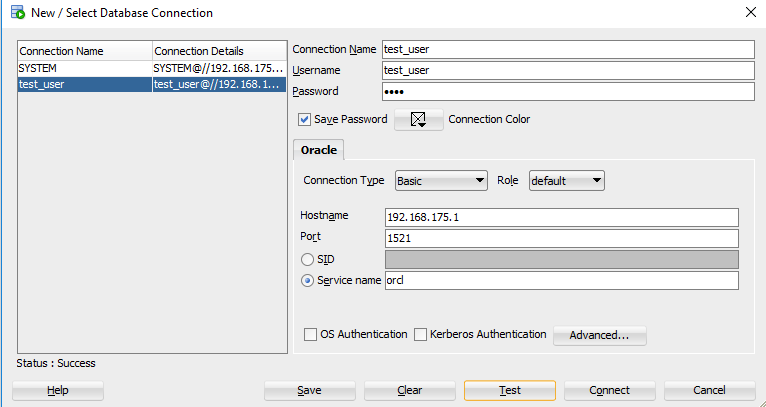 New / Select Database Connection
Connection Name Connection Details
SYSTEM SYSTEM@//192.168.175...
test_user test_user@//192.168.1...
Connection Name test_user
Username test_user
Password ••••
Save Password Connection Color
Oracle
Connection Type Basic Role default
Hostname 192.168.175.1
Port 1521
SID
Service name orcl
OS Authentication Kerberos Authentication Advanced...
Status : Success
Help Save Clear Test Connect Cancel